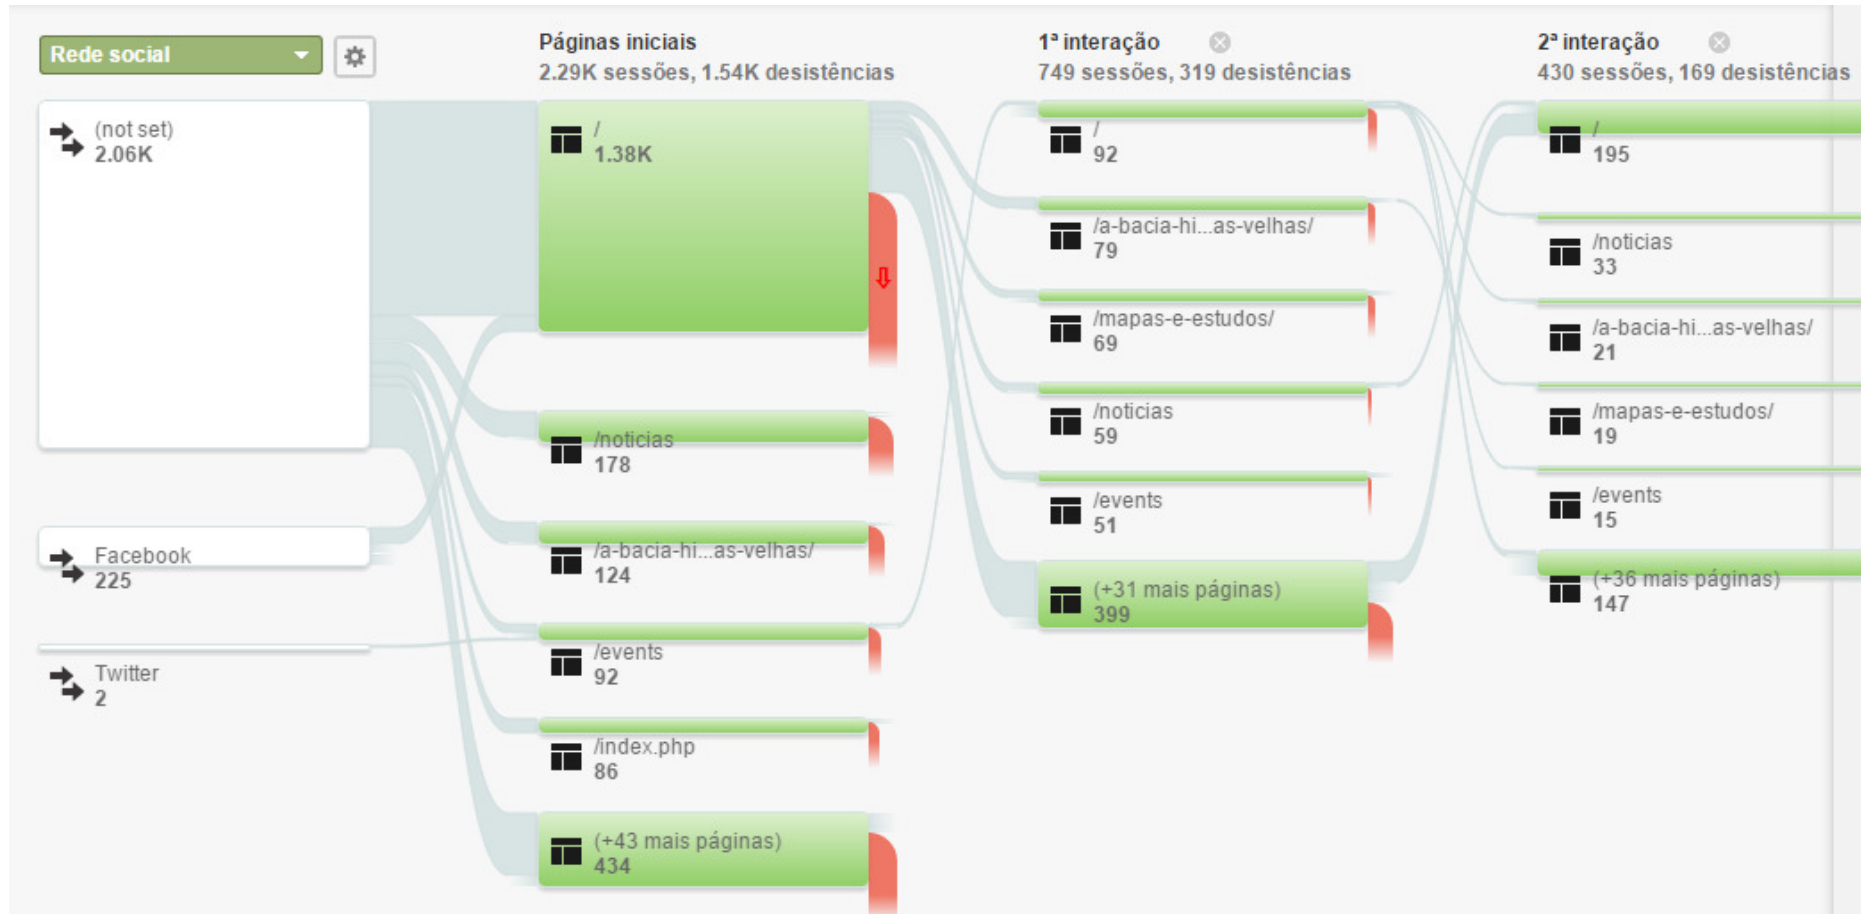 Rede social
(not set)
2.06K
Facebook
225
Twitter
2
Páginas iniciais
2.29K sessões, 1.54K desistências
/
1.38K
/noticias
178
/a-bacia-hi...as-velhas/
124
/events
92
/index.php
86
(+43 mais páginas)
434
1ª interação
749 sessões, 319 desistências
/
92
/a-bacia-hi...as-velhas/
79
/mapas-e-estudos/
69
/noticias
59
/events
51
(+31 mais páginas)
399
2ª interação
430 sessões, 169 desistências
/
195
/noticias
33
/a-bacia-hi...as-velhas/
21
/mapas-e-estudos/
19
/events
15
(+36 mais páginas)
147